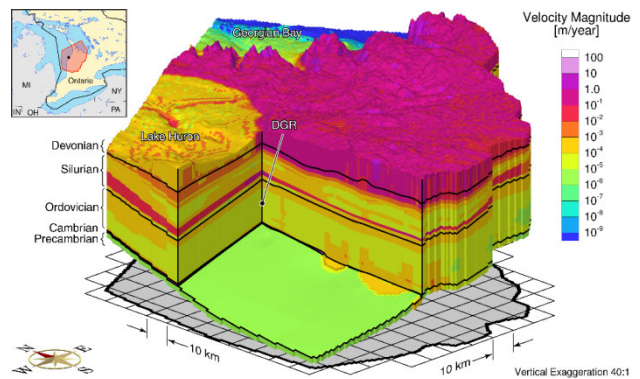 Georgian Bay
Velocity Magnitude
[m/year]
MI
Ontario
NY
IN
OH
PA
100
10
1.0
10⁻¹
10⁻²
10⁻³
10⁻⁴
10⁻⁵
10⁻⁶
10⁻⁷
10⁻⁸
10⁻⁹
Lake Huron
DGR
Devonian
Silurian
Ordovician
Cambrian
Precambrian
N
E
W
S
10 km
10 km
Vertical Exaggeration 40:1